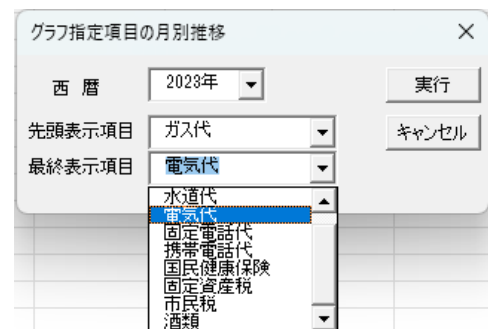 グラフ指定項目の月別推移
西 暦 2023年
実行
先頭表示項目 ガス代
キャンセル
最終表示項目 電気代
水道代
電気代
固定電話代
携帯電話代
国民健康保険
固定資産税
市民税
酒類